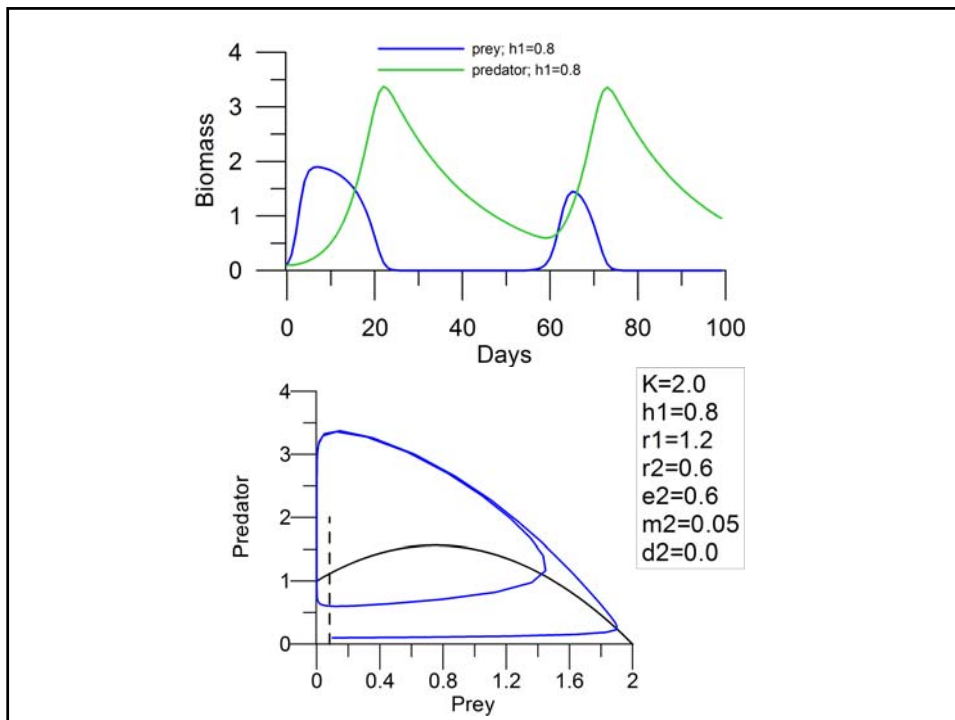 prey; h1=0.8
predator; h1=0.8
4
3
2
1
0
Biomass
0 20 40 60 80 100
Days
4
3
2
1
0
Predator
0 0.4 0.8 1.2 1.6 2
Prey
K=2.0
h1=0.8
r1=1.2
r2=0.6
e2=0.6
m2=0.05
d2=0.0